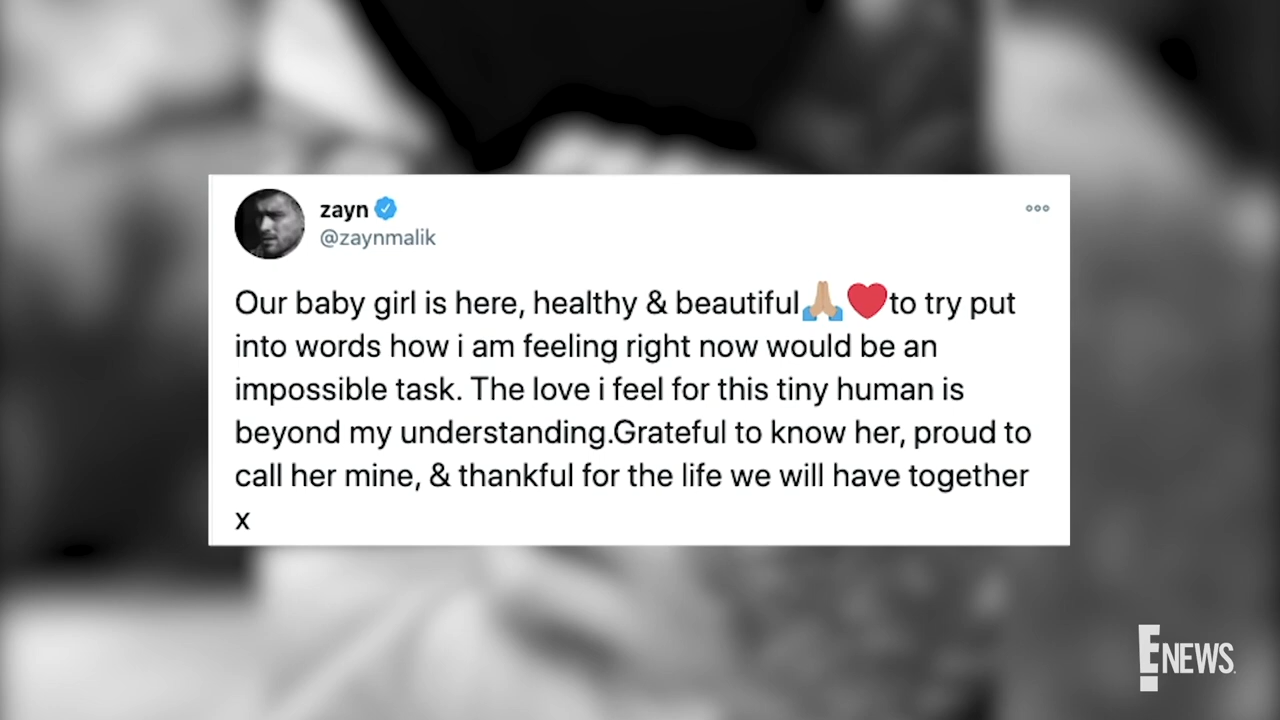 zayn
@zaynmalik
Our baby girl is here, healthy & beautiful🙏🏽❤️to try put
into words how i am feeling right now would be an
impossible task. The love i feel for this tiny human is
beyond my understanding.Grateful to know her, proud to
call her mine, & thankful for the life we will have together
x
E! NEWS